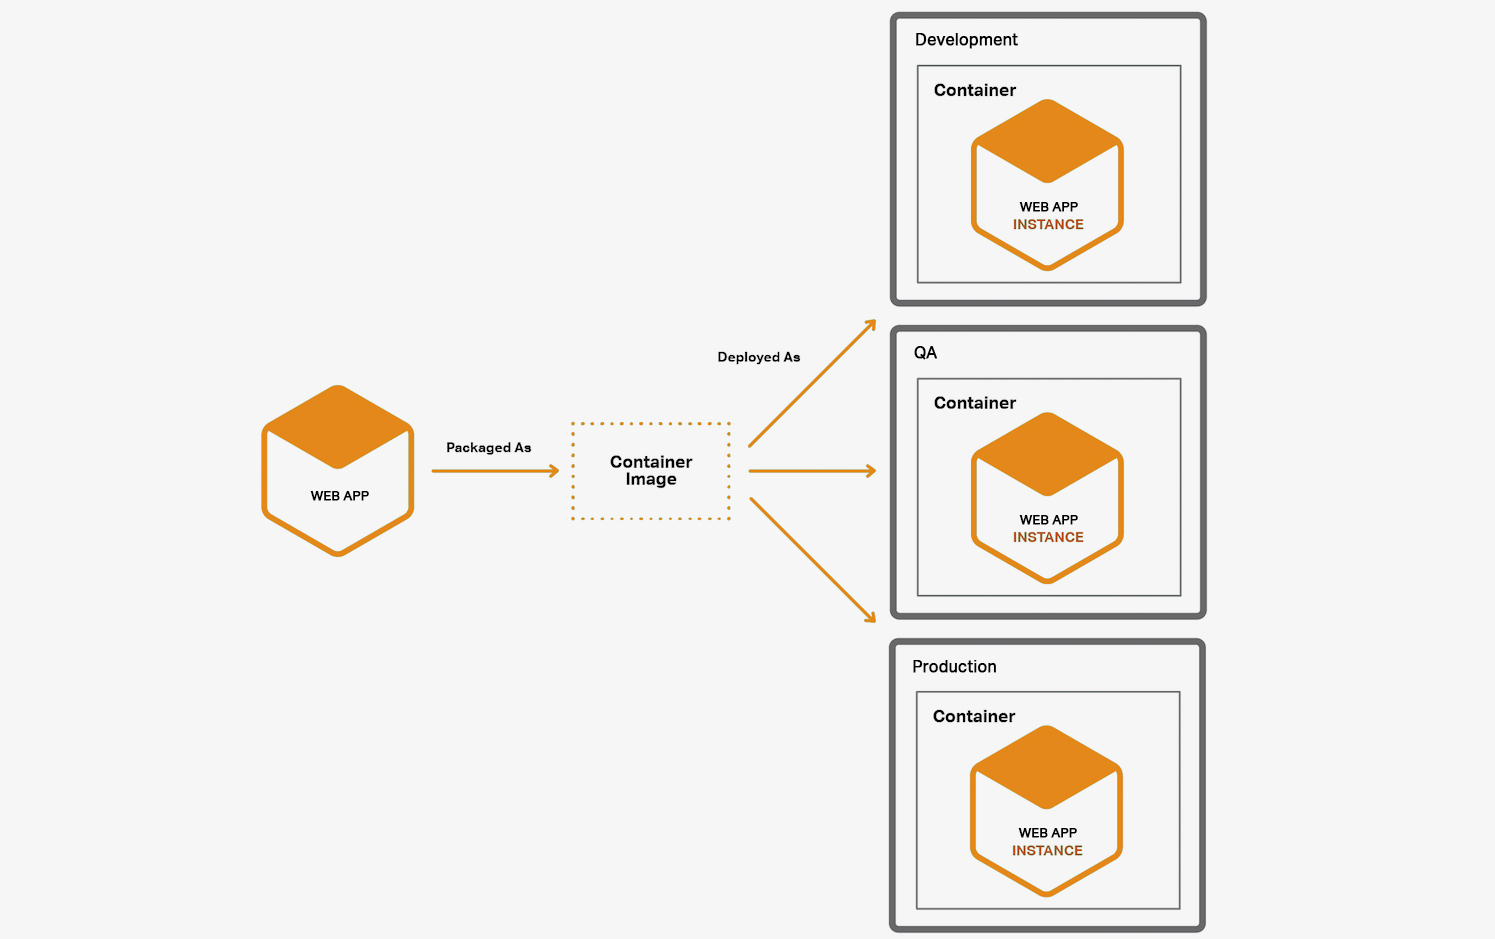 WEB APP
Packaged As
Container
Image
Deployed As
Development
Container
WEB APP
INSTANCE
QA
Container
WEB APP
INSTANCE
Production
Container
WEB APP
INSTANCE